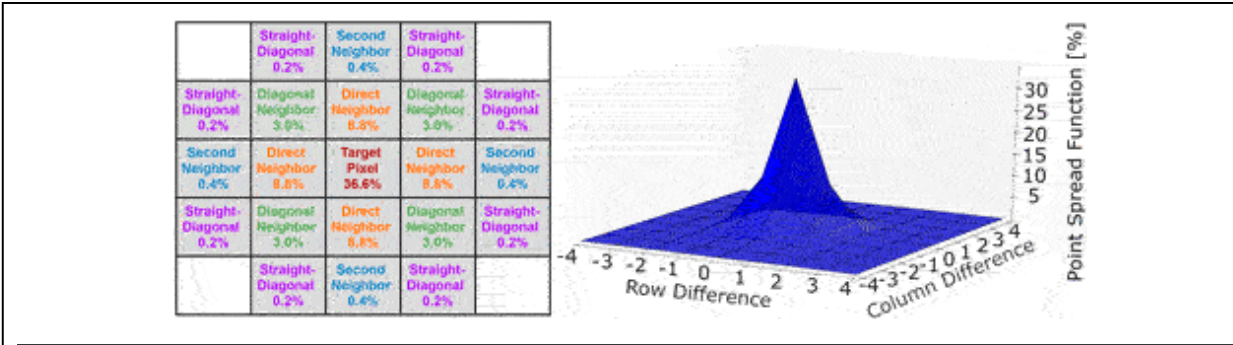 Straight- Second Straight-
Diagonal Neighbor Diagonal
0.2% 0.4% 0.2%
Straight- Diagonal Direct Diagonal Straight-
Diagonal Neighbor Neighbor Neighbor Diagonal
0.2% 3.0% 8.8% 3.0% 0.2%
Second Direct Target Direct Second
Neighbor Neighbor Pixel Neighbor Neighbor
0.4% 8.8% 36.6% 8.8% 0.4%
Straight- Diagonal Direct Diagonal Straight-
Diagonal Neighbor Neighbor Neighbor Diagonal
0.2% 3.0% 8.8% 3.0% 0.2%
Straight- Second Straight-
Diagonal Neighbor Diagonal
0.2% 0.4% 0.2%
30
25
20
15
10
5
Point Spread Function [%]
-4 -3 -2 -1 0 1 2 3 4
Row Difference
-4 -3 -2 -1 0 1 2 3 4
Column Difference